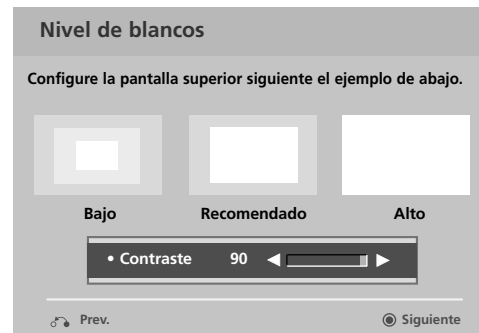 Nivel de blancos
Configure la pantalla superior siguiente el ejemplo de abajo.
Bajo Recomendado Alto
• Contraste 90
Prev. Siguiente